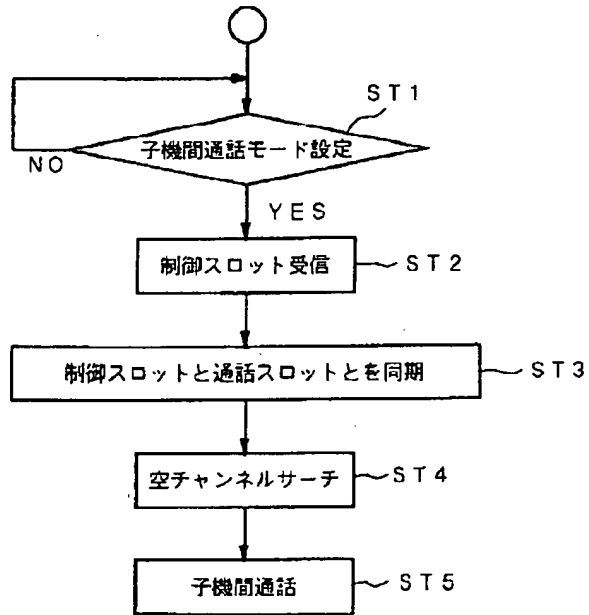 ST1
子機間通話モード設定
NO
YES
制御スロット受信
ST2
制御スロットと通話スロットとを同期
ST3
空チャンネルサーチ
ST4
子機間通話
ST5